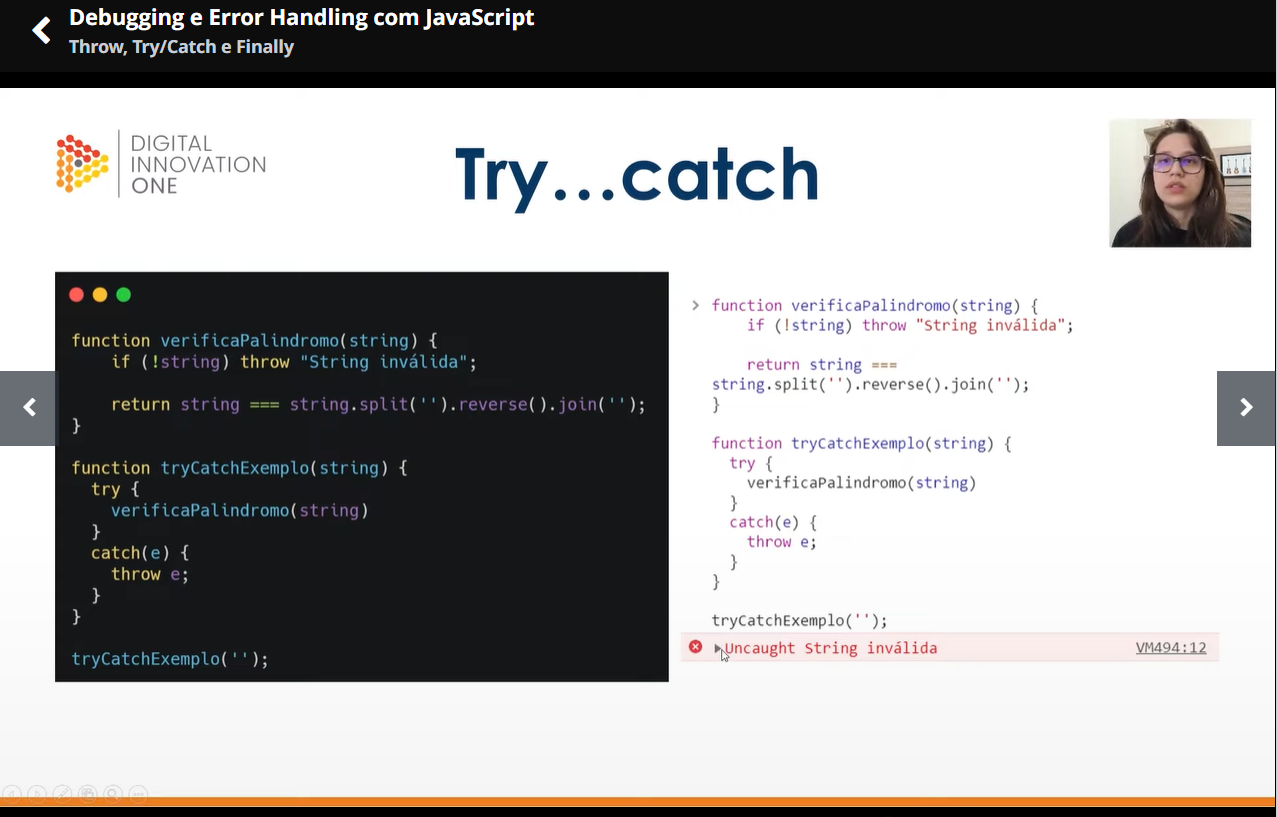 Debugging e Error Handling com JavaScript
Throw, Try/Catch e Finally
DIGITAL
INNOVATION
ONE
Try...catch
function verificaPalindromo(string) {
    if (!string) throw "String inválida";
    return string === string.split('').reverse().join('');
}
function tryCatchExemplo(string) {
  try {
    verificaPalindromo(string)
  }
  catch(e) {
    throw e;
  }
}
tryCatchExemplo('');
> function verificaPalindromo(string) {
    if (!string) throw "String inválida";
    return string ===
string.split('').reverse().join('');
}
function tryCatchExemplo(string) {
  try {
    verificaPalindromo(string)
  }
  catch(e) {
    throw e;
  }
}
tryCatchExemplo('');
Uncaught String inválida VM494:12